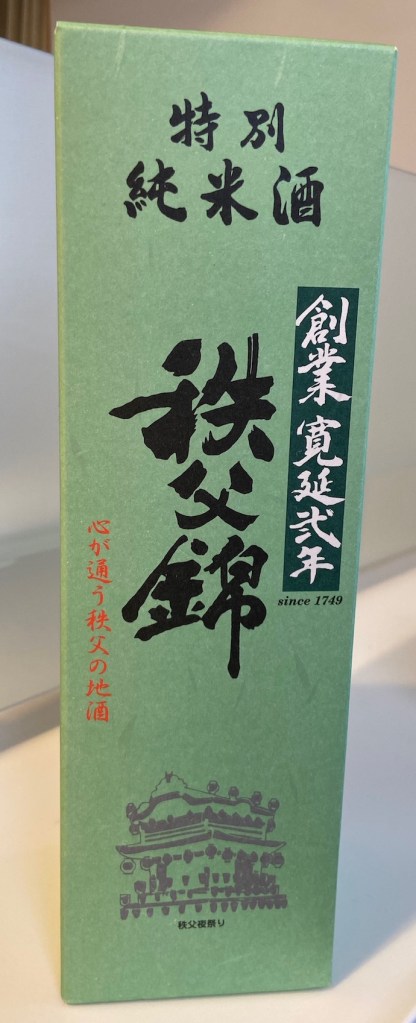 特別
純米酒
創業 寛延弐年
since 1749
秩父錦
心が通う秩父の地酒
秩父夜祭り